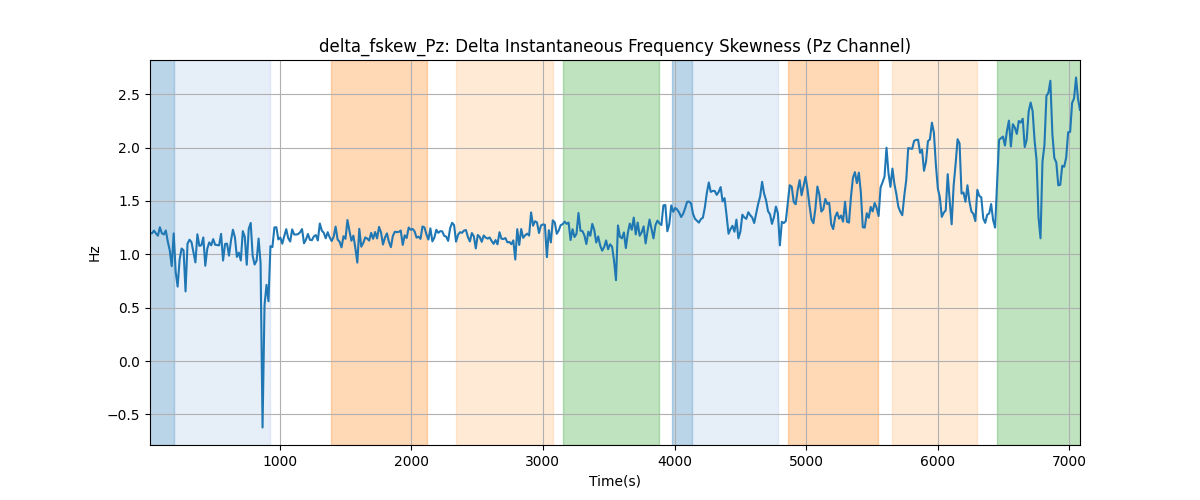 delta_fskew_Pz: Delta Instantaneous Frequency Skewness (Pz Channel)
2.5
2.0
1.5
1.0
0.5
0.0
−0.5
Hz
1000 2000 3000 4000 5000 6000 7000
Time(s)